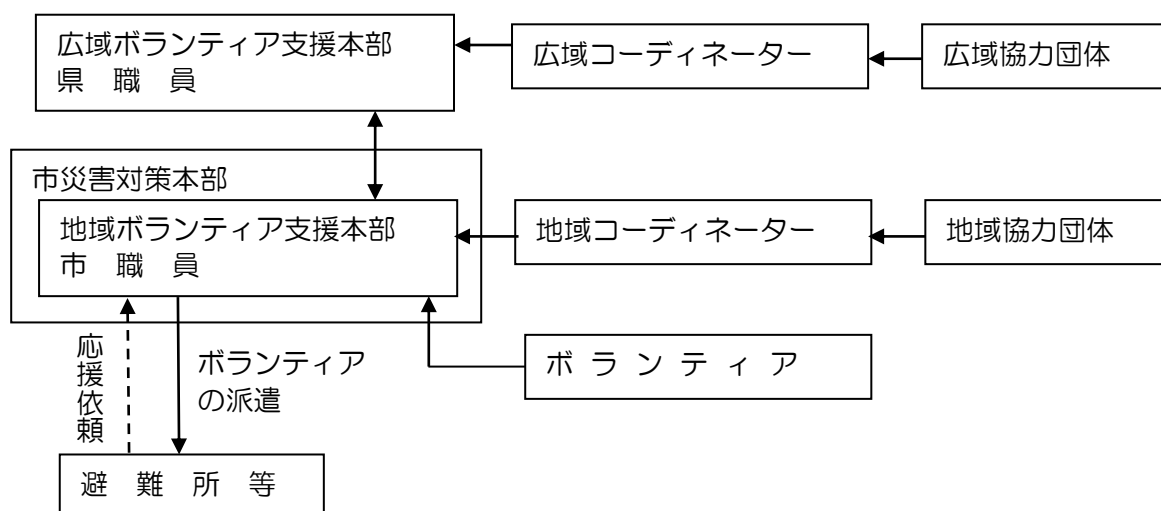 広域ボランティア支援本部
県　職　員
広域コーディネーター
広域協力団体
市災害対策本部
地域ボランティア支援本部
市　職　員
地域コーディネーター
地域協力団体
応援依頼
ボランティア
の派遣
ボ ラ ン テ ィ ア
避　難　所　等